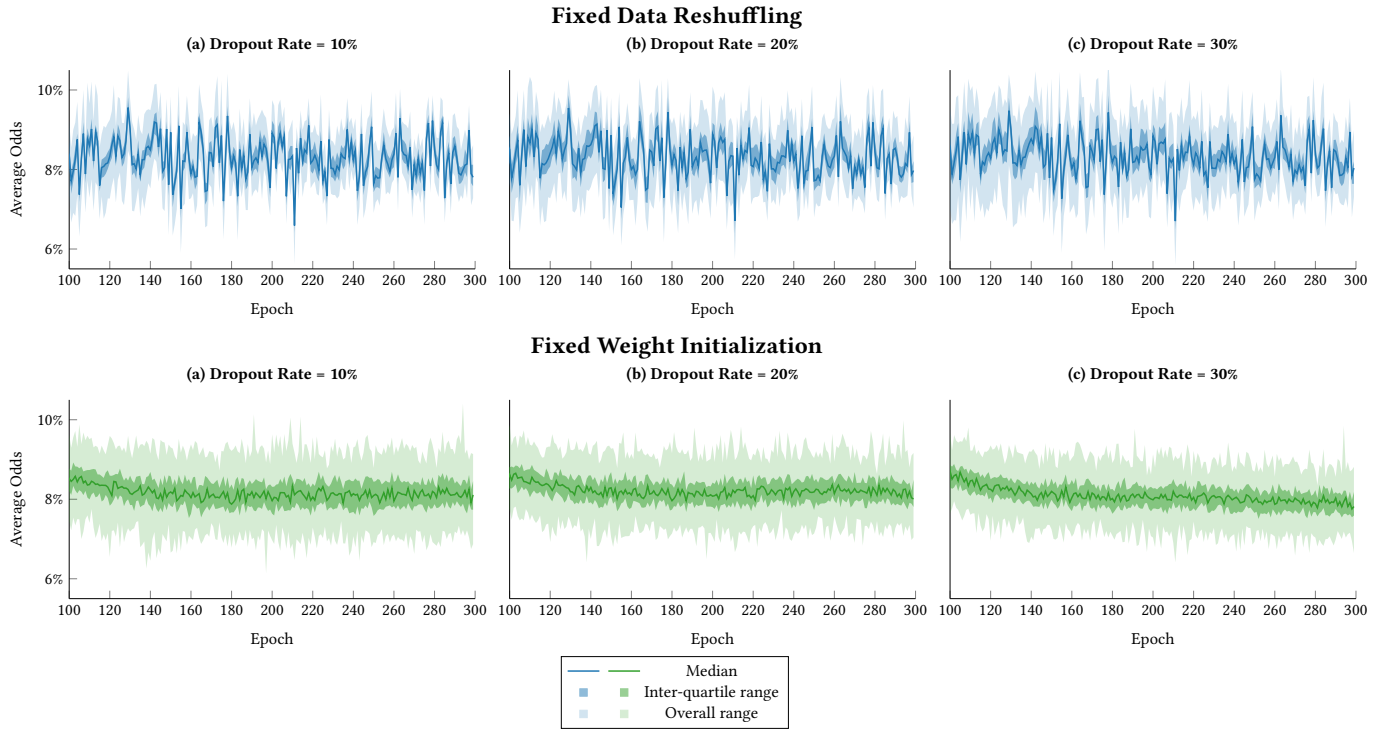 Fixed Data Reshuffling
(a) Dropout Rate = 10%
(b) Dropout Rate = 20%
(c) Dropout Rate = 30%
Average Odds
10%
8%
6%
100 120 140 160 180 200 220 240 260 280 300
100 120 140 160 180 200 220 240 260 280 300
100 120 140 160 180 200 220 240 260 280 300
Epoch
Epoch
Epoch
Fixed Weight Initialization
(a) Dropout Rate = 10%
(b) Dropout Rate = 20%
(c) Dropout Rate = 30%
Average Odds
10%
8%
6%
100 120 140 160 180 200 220 240 260 280 300
100 120 140 160 180 200 220 240 260 280 300
100 120 140 160 180 200 220 240 260 280 300
Epoch
Epoch
Epoch
Median
Inter-quartile range
Overall range